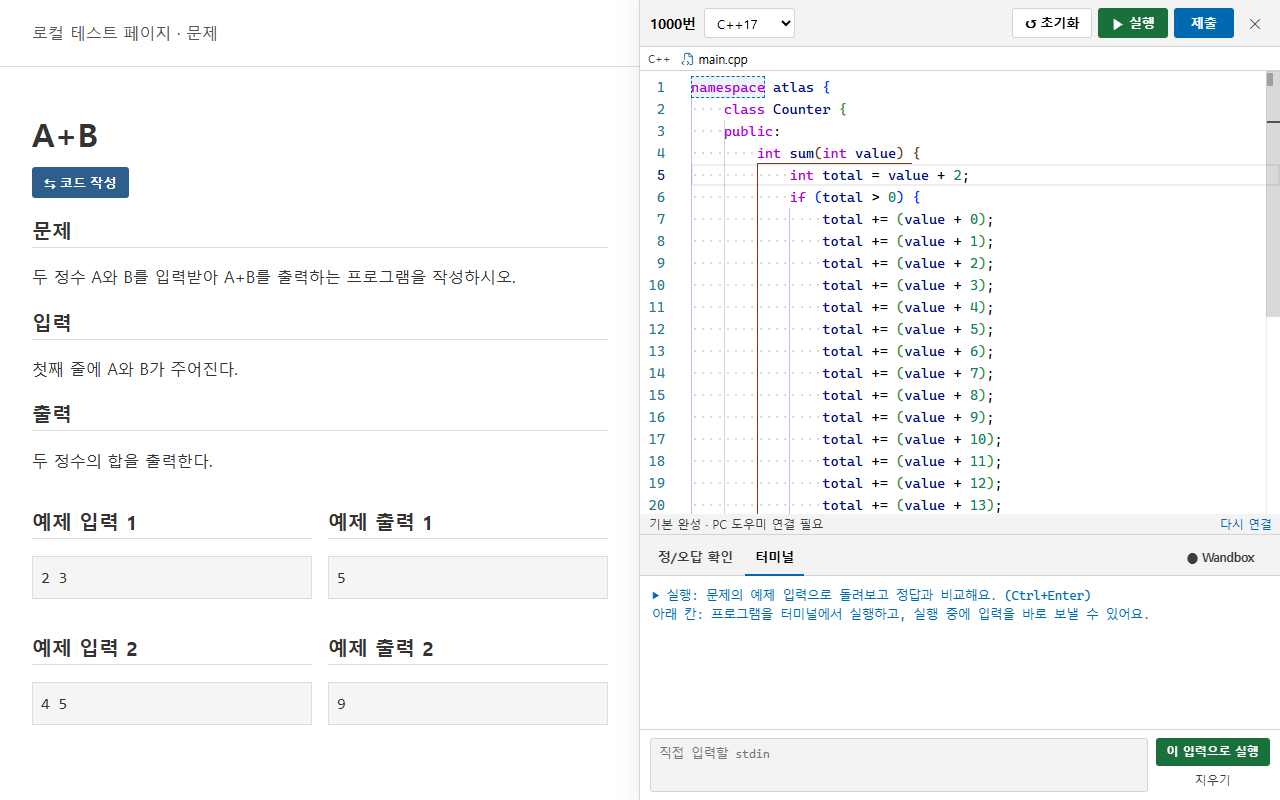 로컬 테스트 페이지 · 문제
A+B
⇆ 코드 작성
문제
두 정수 A와 B를 입력받아 A+B를 출력하는 프로그램을 작성하시오.
입력
첫째 줄에 A와 B가 주어진다.
출력
두 정수의 합을 출력한다.
예제 입력 1
2 3
예제 출력 1
5
예제 입력 2
4 5
예제 출력 2
9
1000번 C++17 ↺ 초기화 ▶ 실행 제출 ×
C++ main.cpp
1 namespace atlas {
2 class Counter {
3 public:
4 int sum(int value) {
5 int total = value + 2;
6 if (total > 0) {
7 total += (value + 0);
8 total += (value + 1);
9 total += (value + 2);
10 total += (value + 3);
11 total += (value + 4);
12 total += (value + 5);
13 total += (value + 6);
14 total += (value + 7);
15 total += (value + 8);
16 total += (value + 9);
17 total += (value + 10);
18 total += (value + 11);
19 total += (value + 12);
20 total += (value + 13);
기본 완성 · PC 도우미 연결 필요 다시 연결
정/오답 확인 터미널 ● Wandbox
▶ 실행: 문제의 예제 입력으로 돌려보고 정답과 비교해요. (Ctrl+Enter)
아래 칸: 프로그램을 터미널에서 실행하고, 실행 중에 입력을 바로 보낼 수 있어요.
직접 입력할 stdin
이 입력으로 실행
지우기